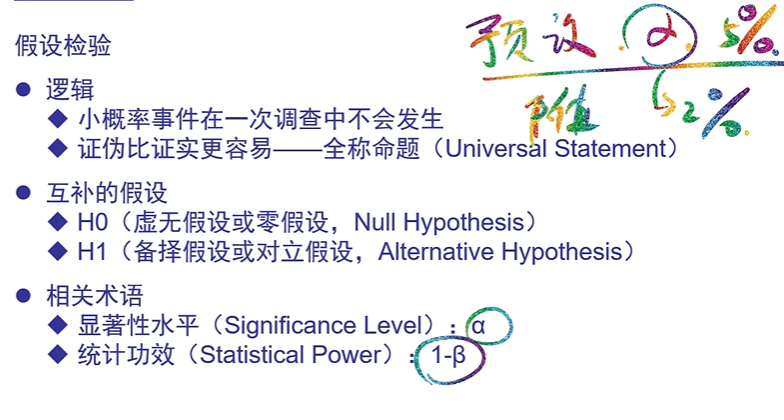 预设 α 5%
P值 2%
假设检验
● 逻辑
◆ 小概率事件在一次调查中不会发生
◆ 证伪比证实更容易——全称命题（Universal Statement）
● 互补的假设
◆ H0（虚无假设或零假设，Null Hypothesis）
◆ H1（备择假设或对立假设，Alternative Hypothesis）
● 相关术语
◆ 显著性水平（Significance Level）：α
◆ 统计功效（Statistical Power）：1-β